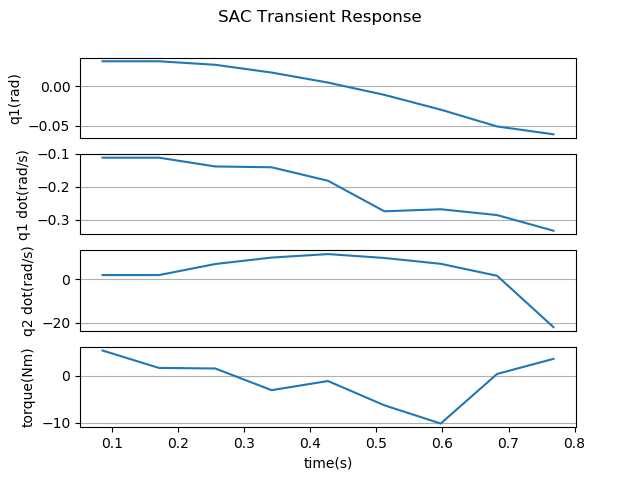 SAC Transient Response
q1(rad)
0.00
−0.05
q1 dot(rad/s)
−0.1
−0.2
−0.3
q2 dot(rad/s)
0
−20
torque(Nm)
0
−10
0.1 0.2 0.3 0.4 0.5 0.6 0.7 0.8
time(s)